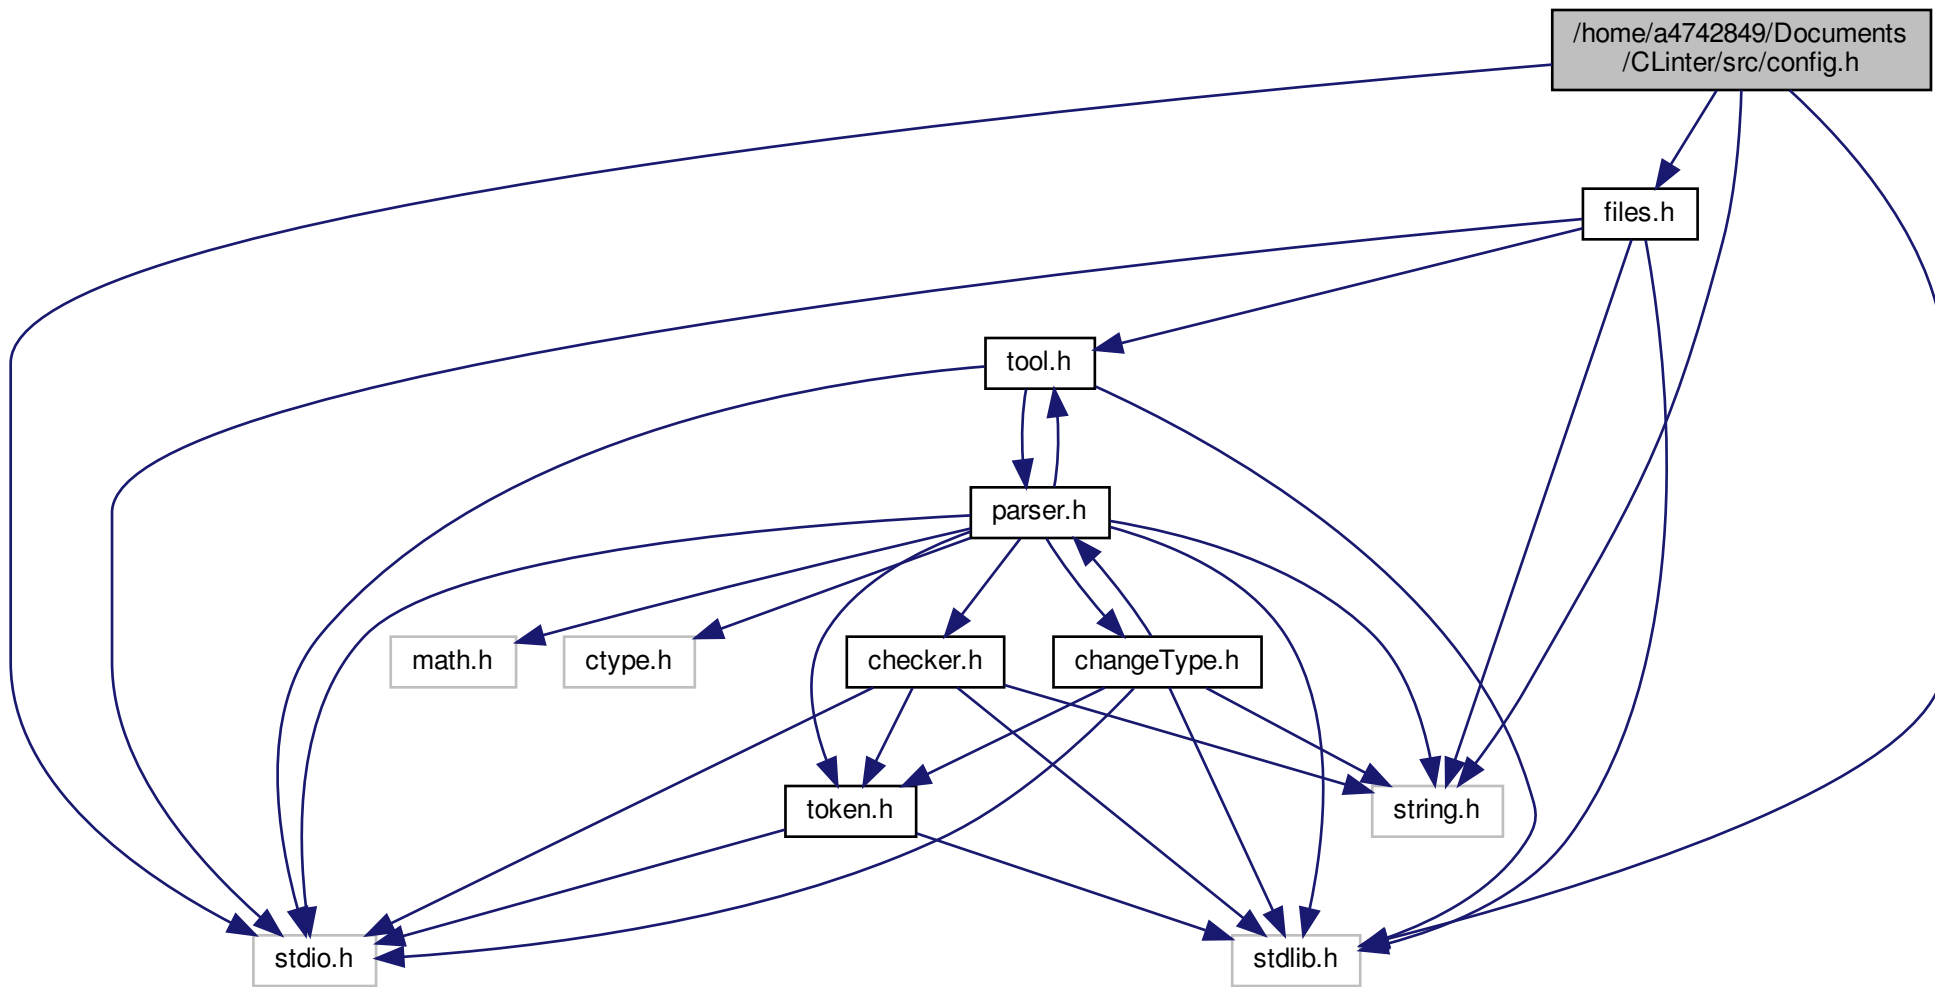 /home/a4742849/Documents
/CLinter/src/config.h
files.h
tool.h
parser.h
math.h
ctype.h
checker.h
changeType.h
token.h
string.h
stdio.h
stdlib.h